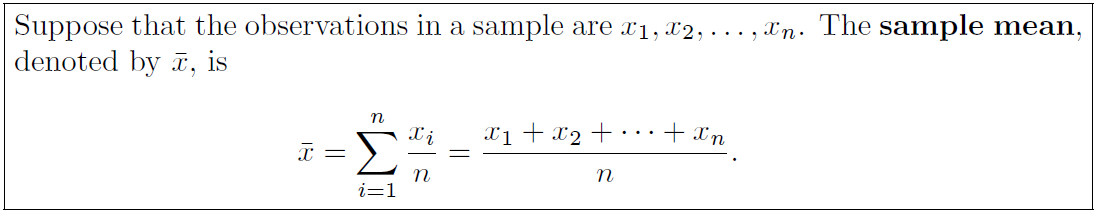 Suppose that the observations in a sample are x₁, x₂, . . . , xₙ. The sample mean,
denoted by x̄, is
x̄ = ∑ᵢ₌₁ⁿ xᵢ/n = (x₁ + x₂ + · · · + xₙ)/n.